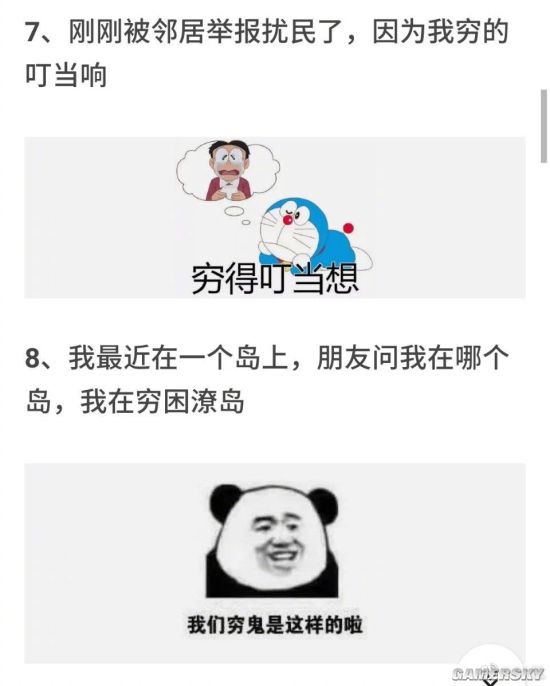 7、刚刚被邻居举报扰民了，因为我穷的
叮当响
穷得叮当想
8、我最近在一个岛上，朋友问我在哪个
岛，我在穷困潦岛
我们穷鬼是这样的啦
GAMERSKY